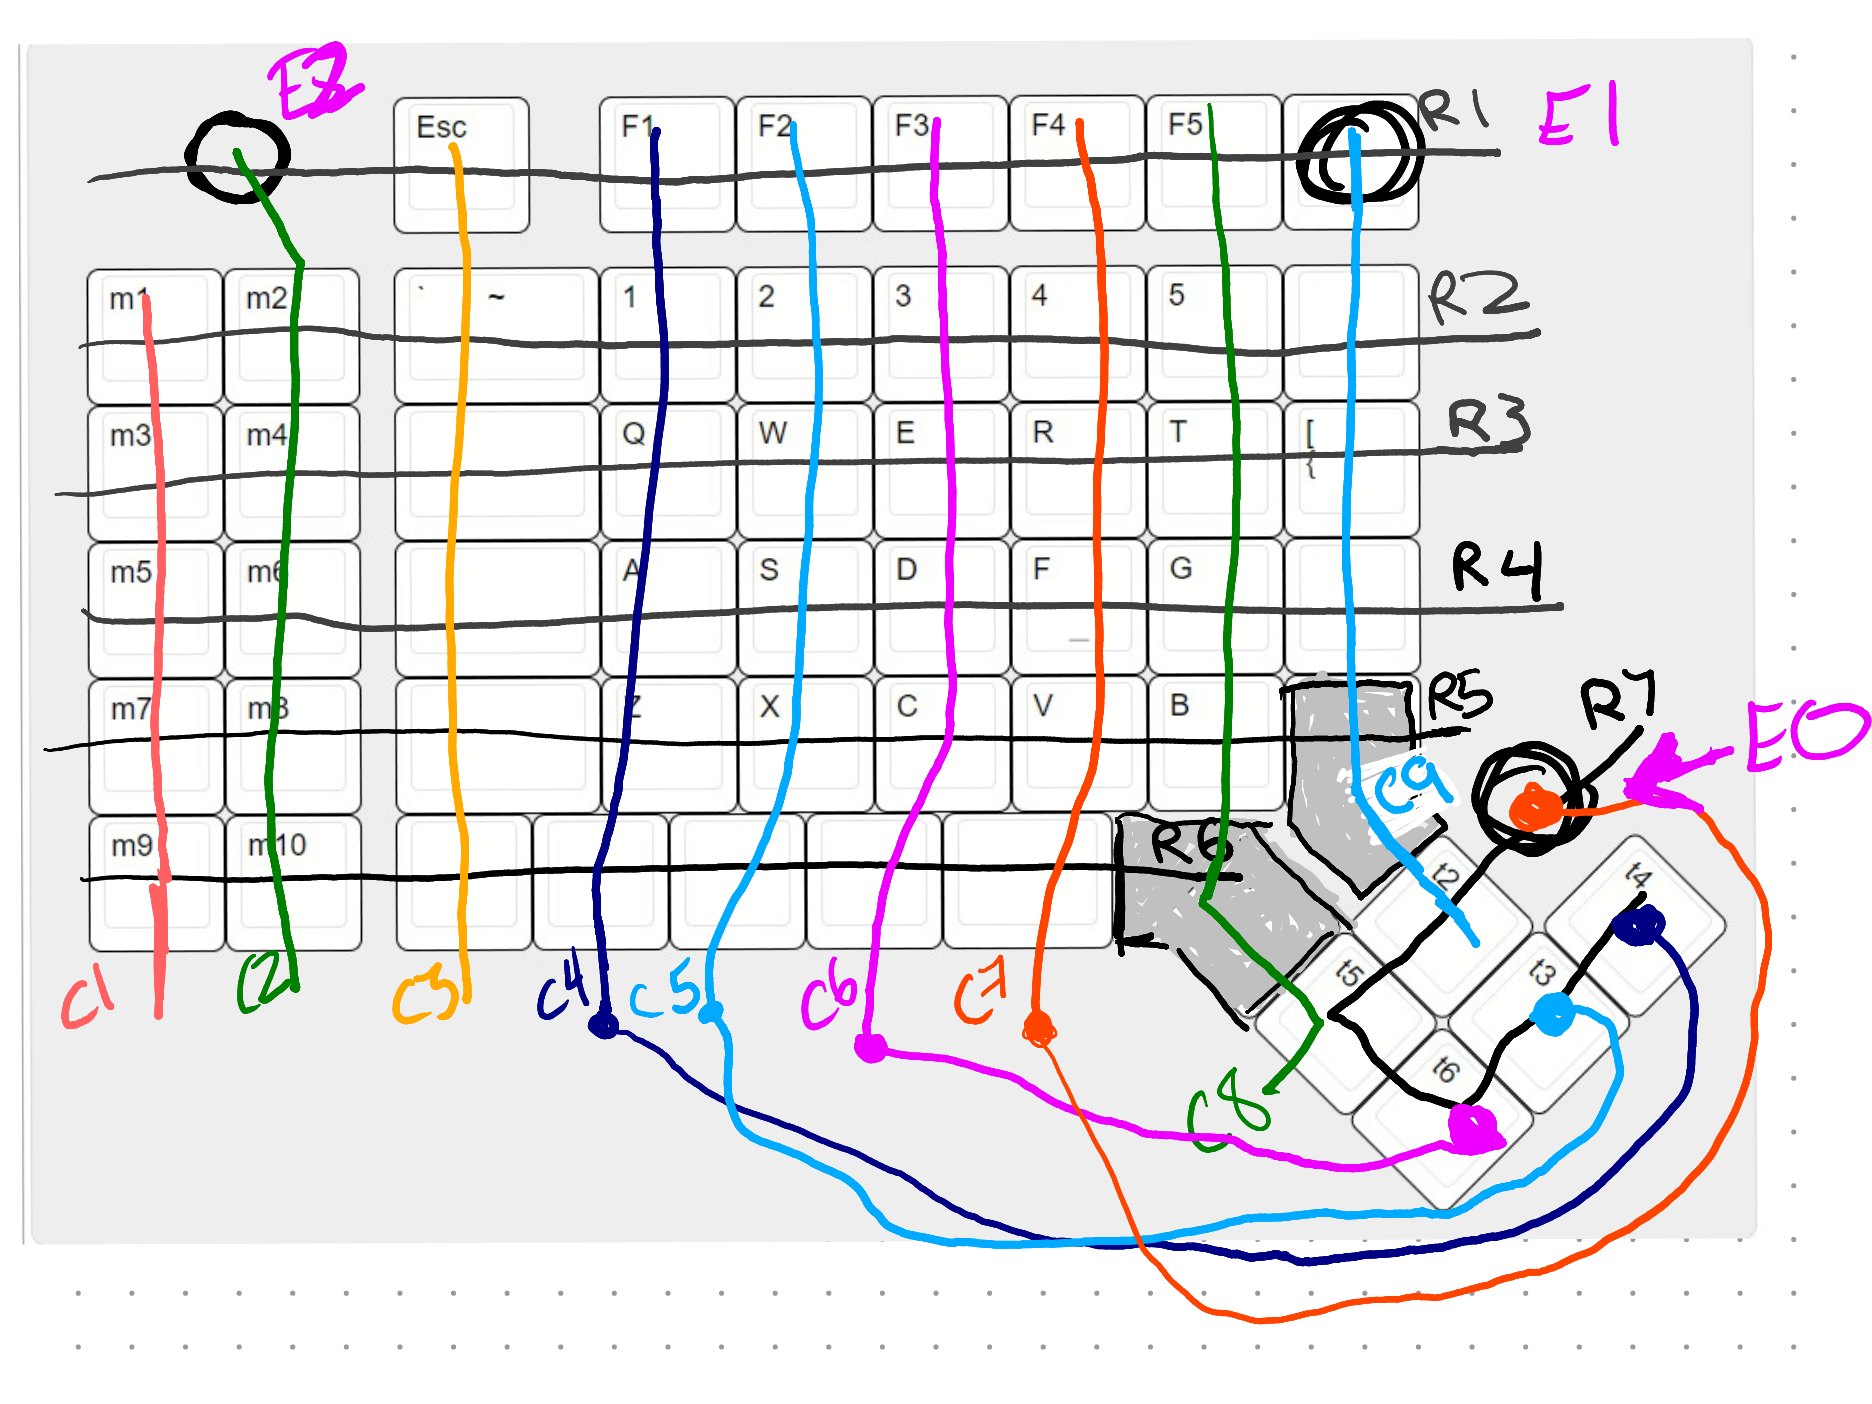 E2
Esc F1 F2 F3 F4 F5 R1 E1
m1 m2 ` ~ 1 2 3 4 5 R2
m3 m4 Q W E R T [ { R3
m5 m6 A S D F _ G R4
m7 m8 Z X C V B R5 R7 E0
C9
m9 m10 R6 t2 t4
t5 t3
C1 C2 C3 C4 C5 C6 C7
t6
C8